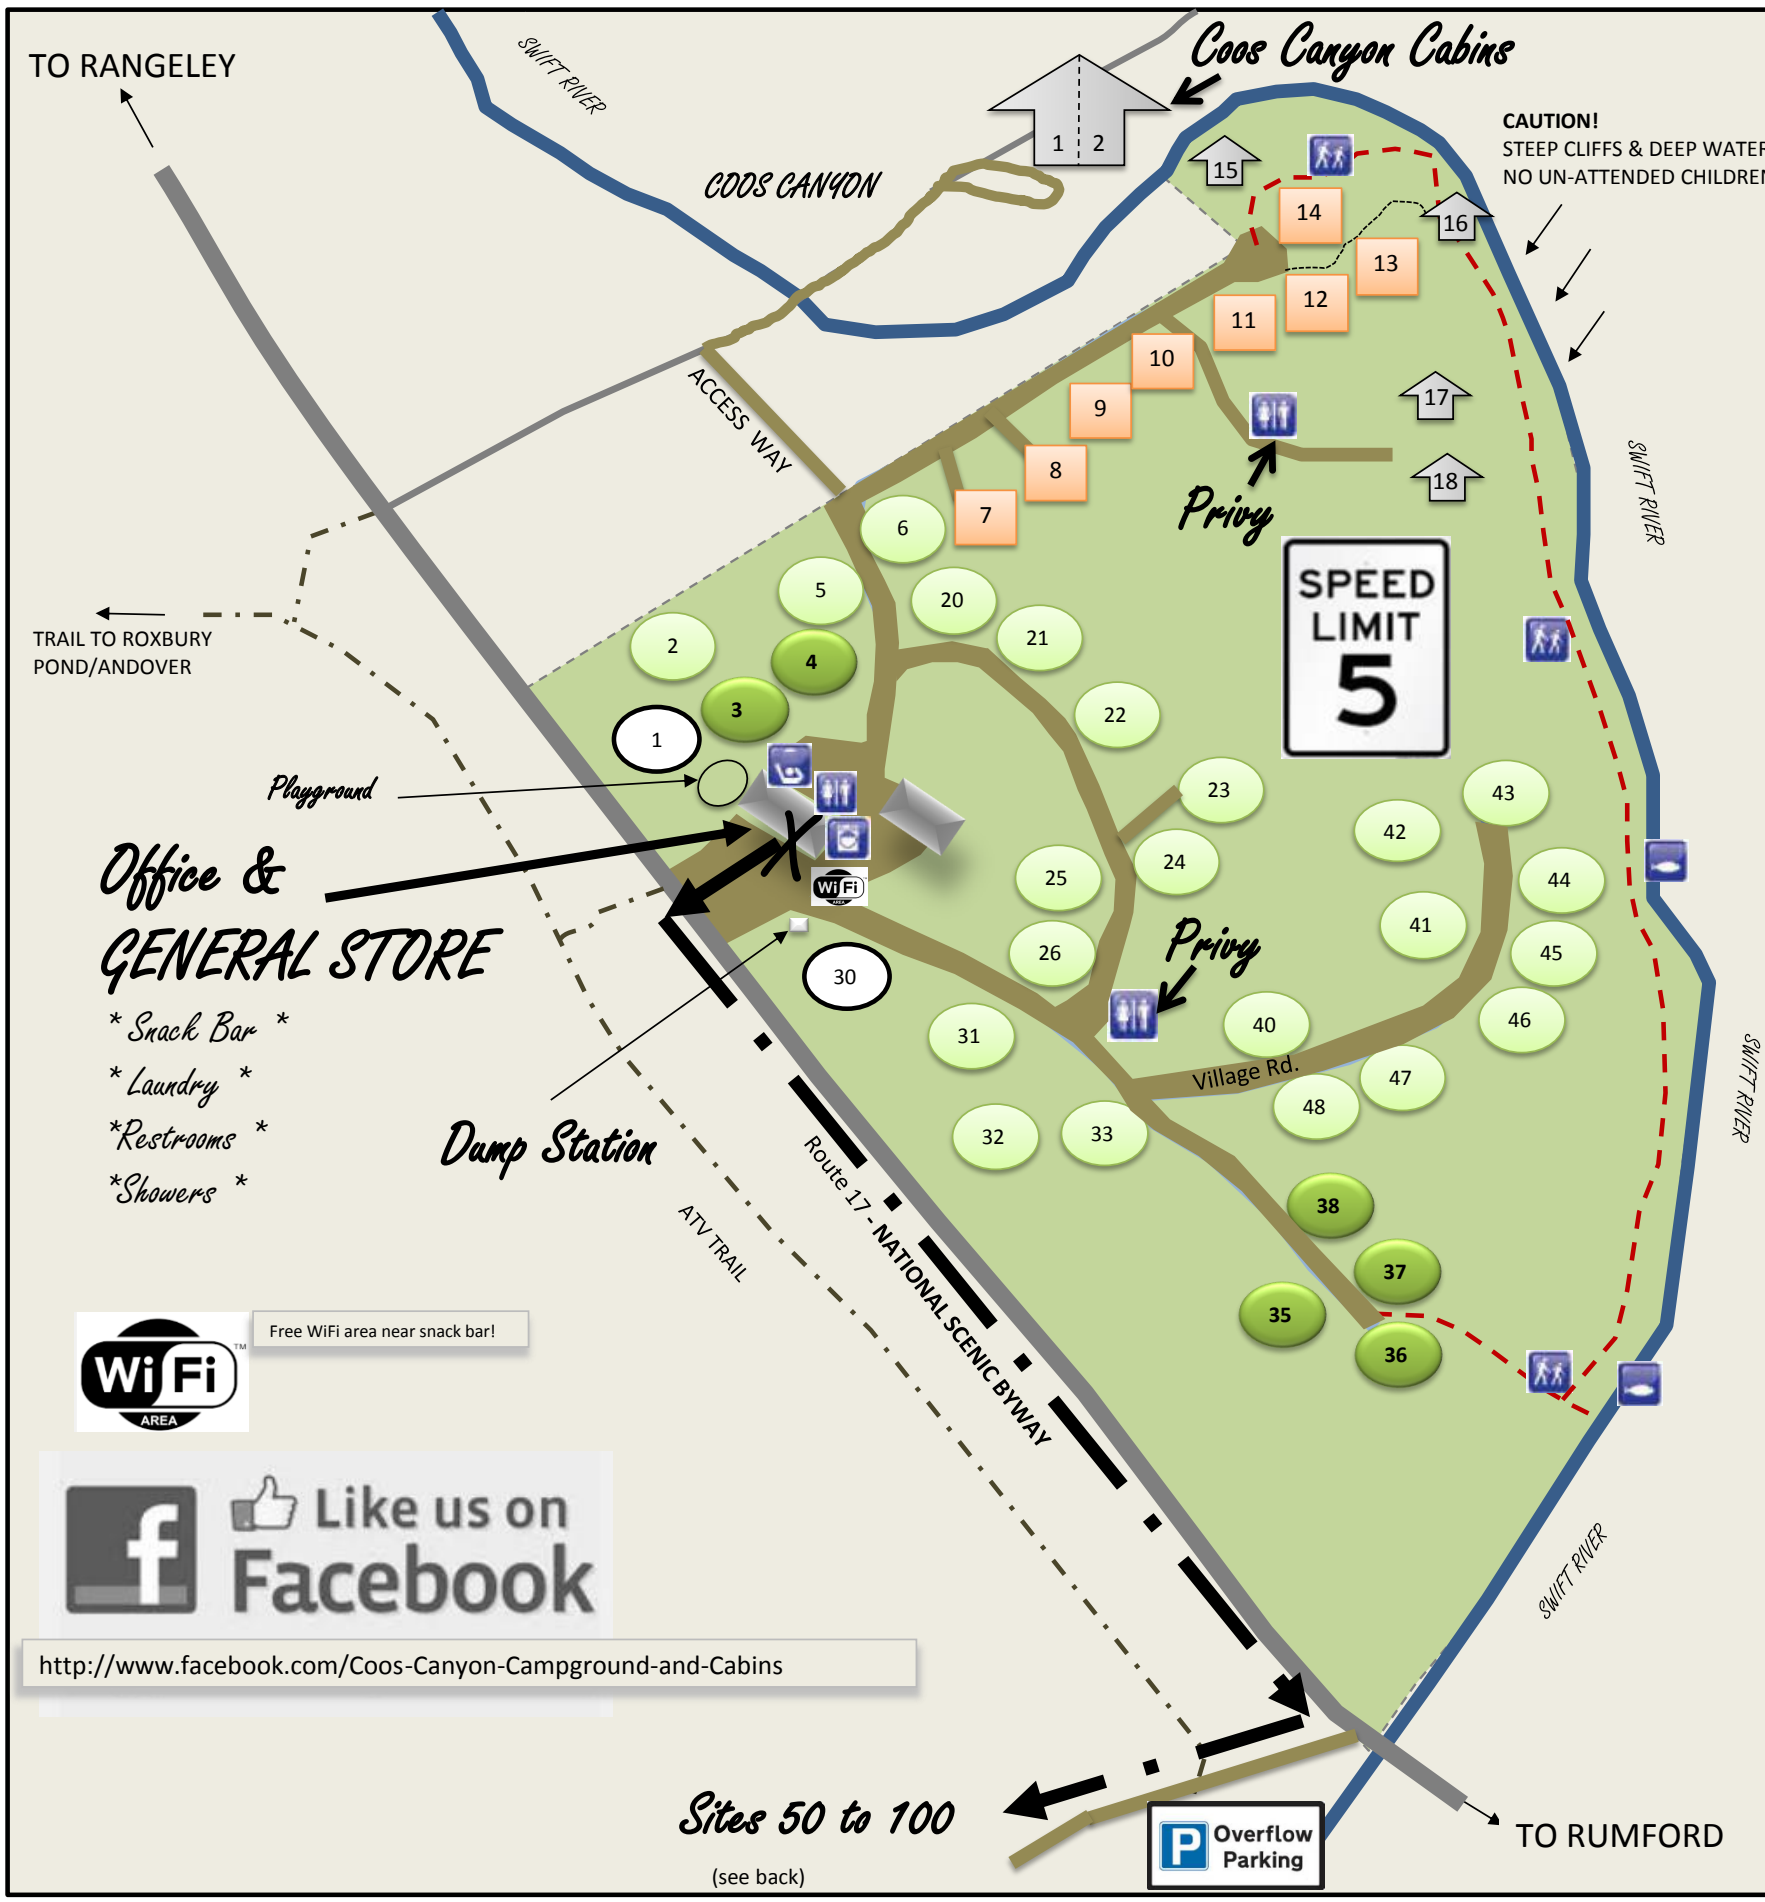 TO RANGELEY
SWIFT RIVER
Coos Canyon Cabins
1
2
CAUTION!
STEEP CLIFFS & DEEP WATER
NO UN-ATTENDED CHILDREN
COOS CANYON
15
14
16
13
12
11
10
9
8
7
17
18
ACCESS WAY
Privy
SWIFT RIVER
6
5
20
21
2
4
3
1
22
SPEED
LIMIT
5
TRAIL TO ROXBURY
POND/ANDOVER
Playground
23
24
25
26
43
42
44
41
45
46
Office &
GENERAL STORE
* Snack Bar *
* Laundry *
*Restrooms *
*Showers *
WiFi
AREA
X
30
31
32
33
Privy
40
Village Rd.
47
48
SWIFT RIVER
Dump Station
Route 17 - NATIONAL SCENIC BYWAY
ATV TRAIL
38
37
35
36
WiFi
AREA
TM
Free WiFi area near snack bar!
f
Like us on
Facebook
http://www.facebook.com/Coos-Canyon-Campground-and-Cabins
SWIFT RIVER
Sites 50 to 100
(see back)
P
Overflow
Parking
TO RUMFORD